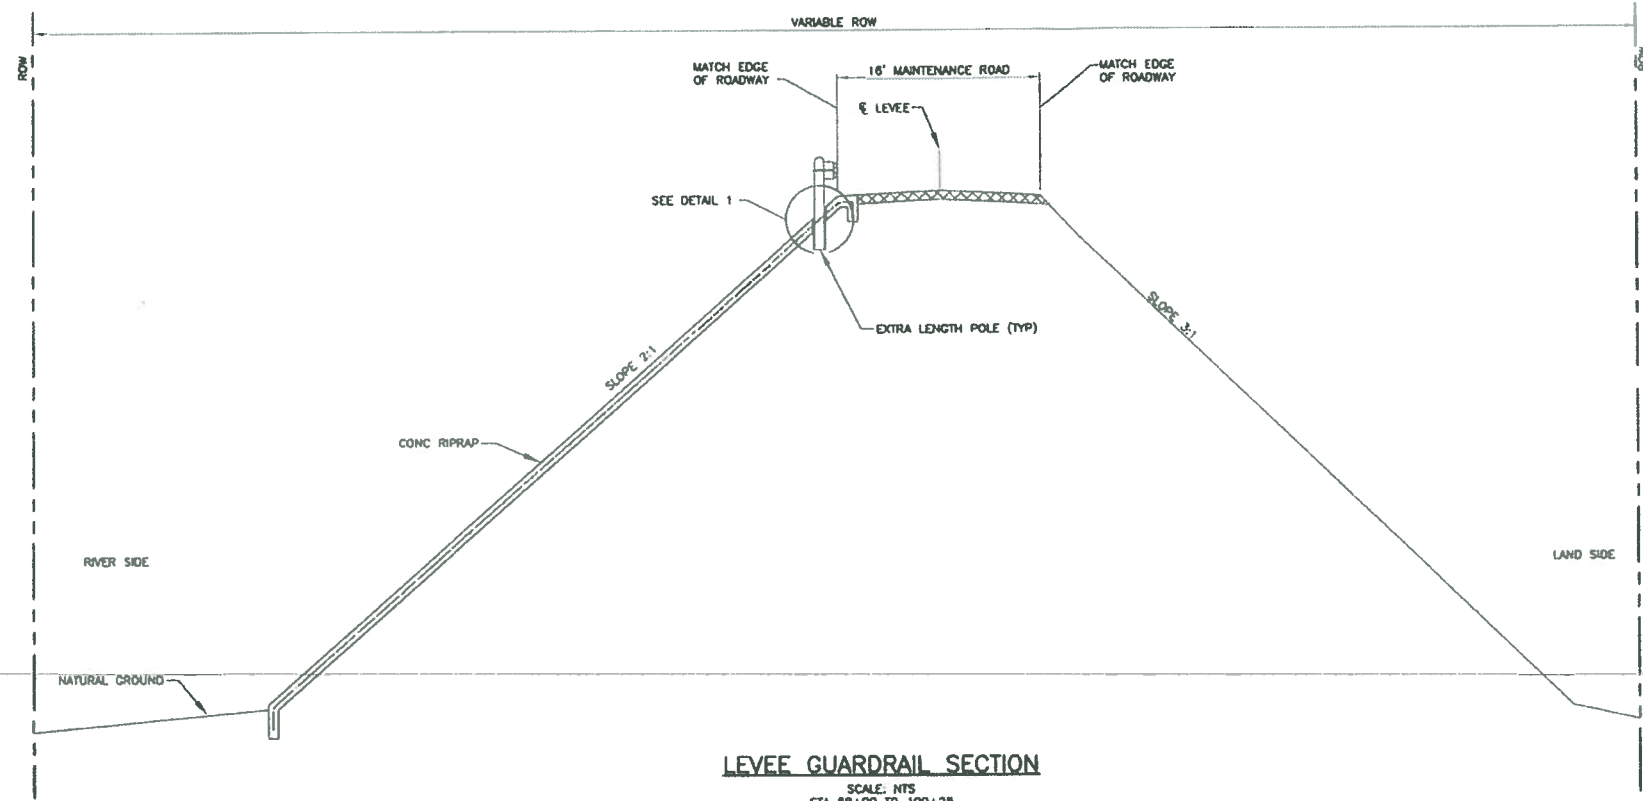 VARIABLE ROW
ROW
ROW
MATCH EDGE
OF ROADWAY
16' MAINTENANCE ROAD
MATCH EDGE
OF ROADWAY
℄ LEVEE
SEE DETAIL 1
EXTRA LENGTH POLE (TYP)
SLOPE 3:1
SLOPE 2:1
CONC RIPRAP
RIVER SIDE
LAND SIDE
NATURAL GROUND
LEVEE GUARDRAIL SECTION
SCALE: NTS
TO